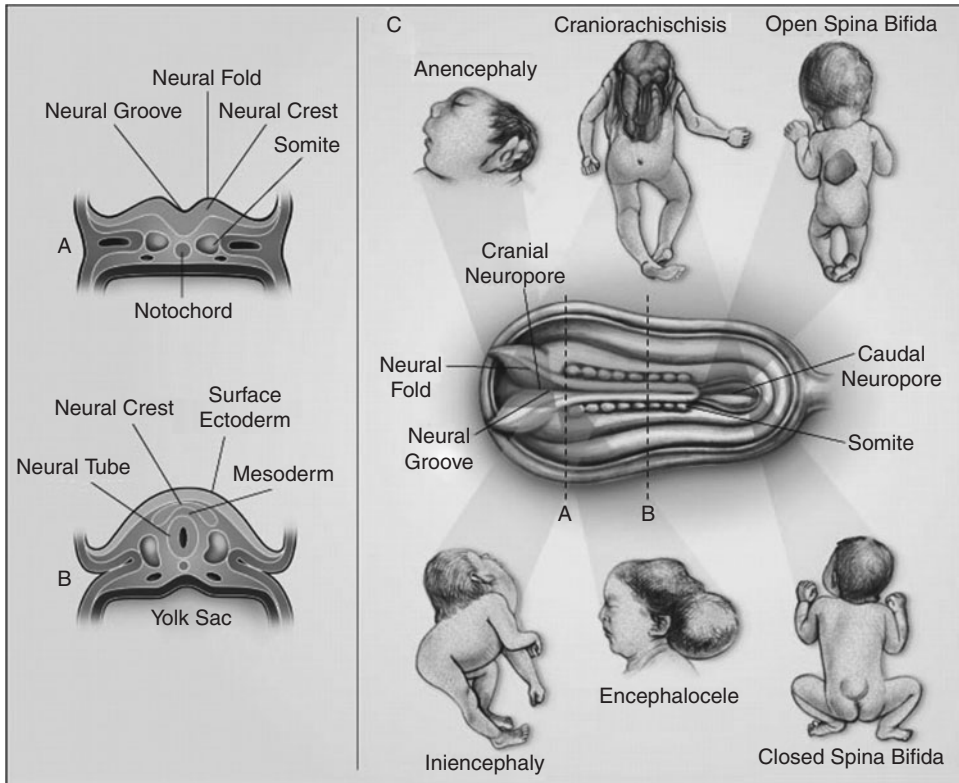 Neural Fold
Neural Groove
Neural Crest
Somite
A
Notochord
Neural Crest
Surface
Ectoderm
Neural Tube
Mesoderm
B
Yolk Sac
C
Craniorachischisis
Open Spina Bifida
Anencephaly
Cranial
Neuropore
Neural
Fold
Caudal
Neuropore
Neural
Groove
Somite
A
B
Encephalocele
Iniencephaly
Closed Spina Bifida